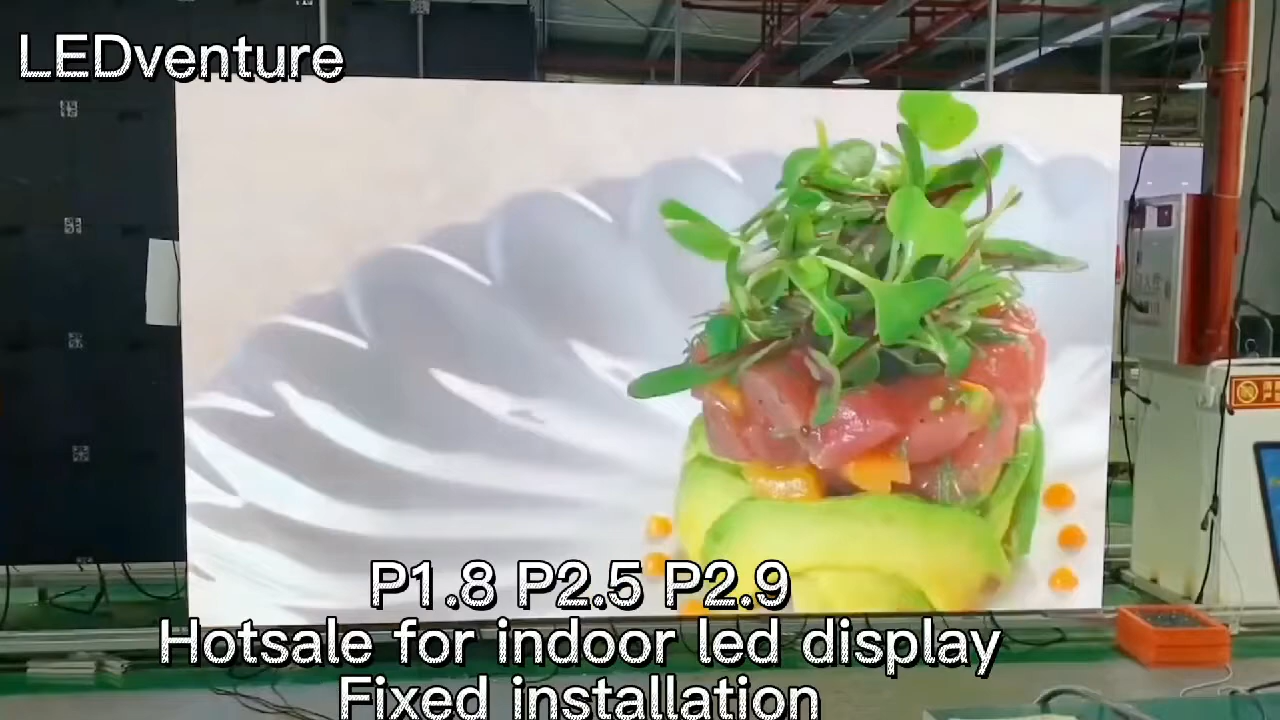 LEDventure
P1.8 P2.5 P2.9
Hotsale for indoor led display
Fixed installation